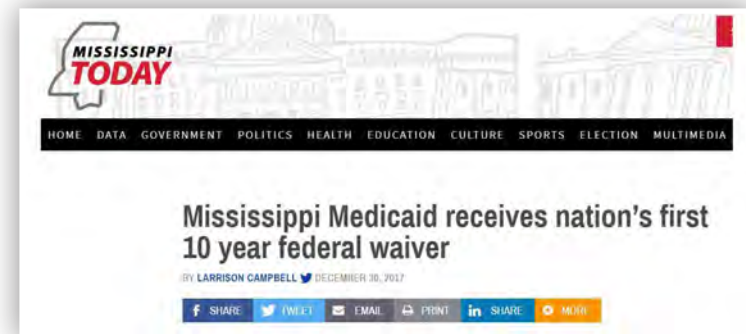 MISSISSIPPI
TODAY
HOME DATA GOVERNMENT POLITICS HEALTH EDUCATION CULTURE SPORTS ELECTION MULTIMEDIA
Mississippi Medicaid receives nation's first
10 year federal waiver
BY LARRISON CAMPBELL DECEMBER 30, 2017
SHARE TWEET EMAIL PRINT SHARE MORE